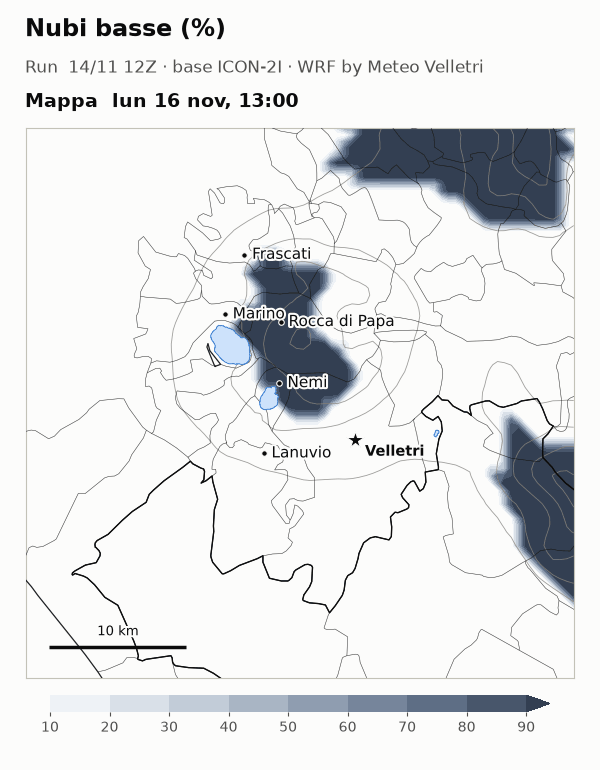 Nubi basse (%)
Run  14/11 12Z · base ICON-2I · WRF by Meteo Velletri
Mappa  lun 16 nov, 13:00
Frascati
Marino
Rocca di Papa
Nemi
Velletri
Lanuvio
10 km
10 20 30 40 50 60 70 80 90